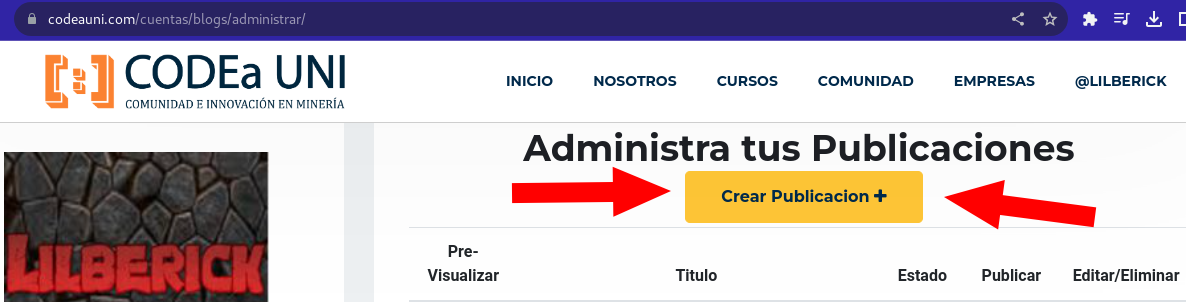 codeauni.com/cuentas/blogs/administrar/
CODEa UNI
COMUNIDAD E INNOVACIÓN EN MINERÍA
INICIO NOSOTROS CURSOS COMUNIDAD EMPRESAS @LILBERICK
Administra tus Publicaciones
Crear Publicacion +
LILBERICK
Pre-
Visualizar Titulo Estado Publicar Editar/Eliminar